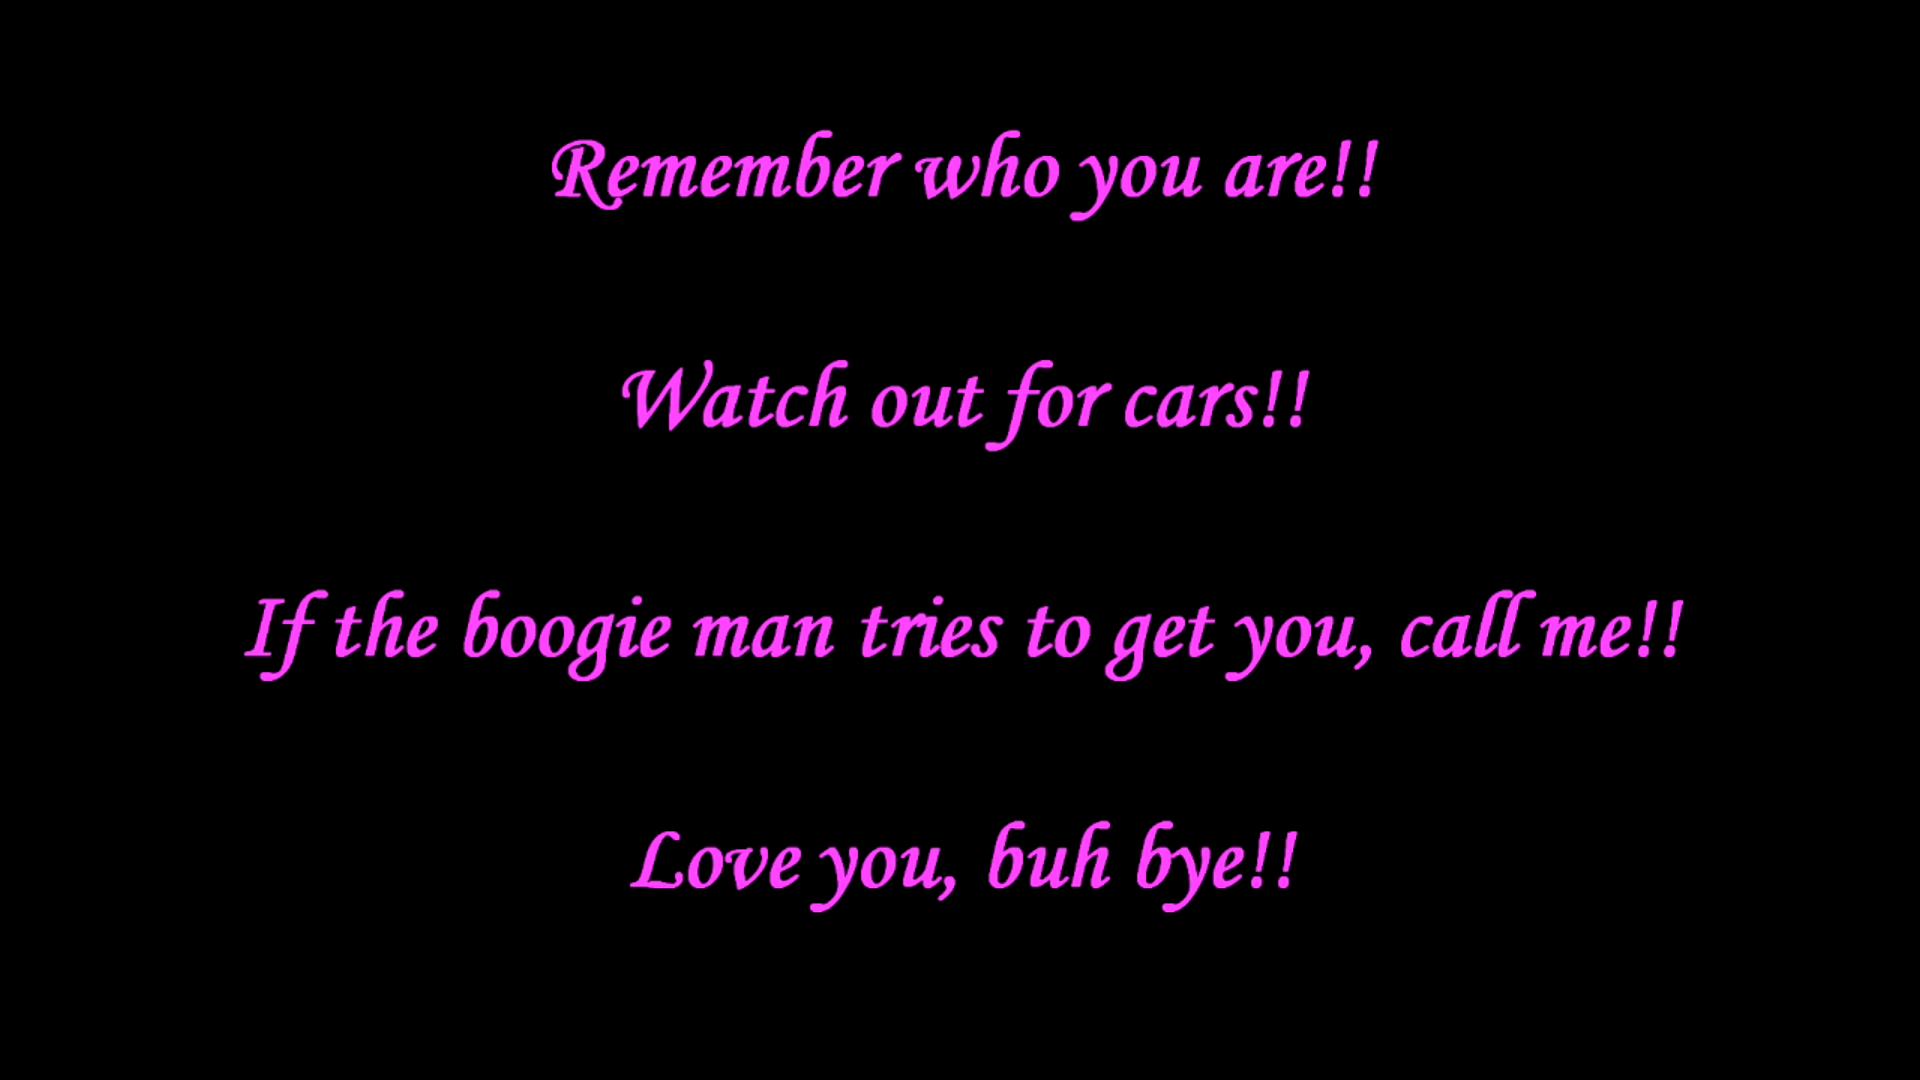 Remember who you are!!
Watch out for cars!!
If the boogie man tries to get you, call me!!
Love you, buh bye!!